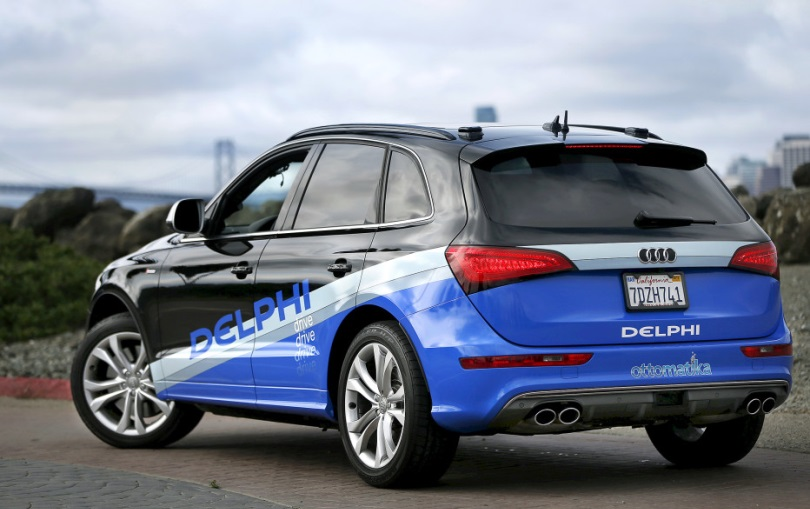 DELPHI
drive
drive
drive
California
7DZH741
DELPHI
ottomatika